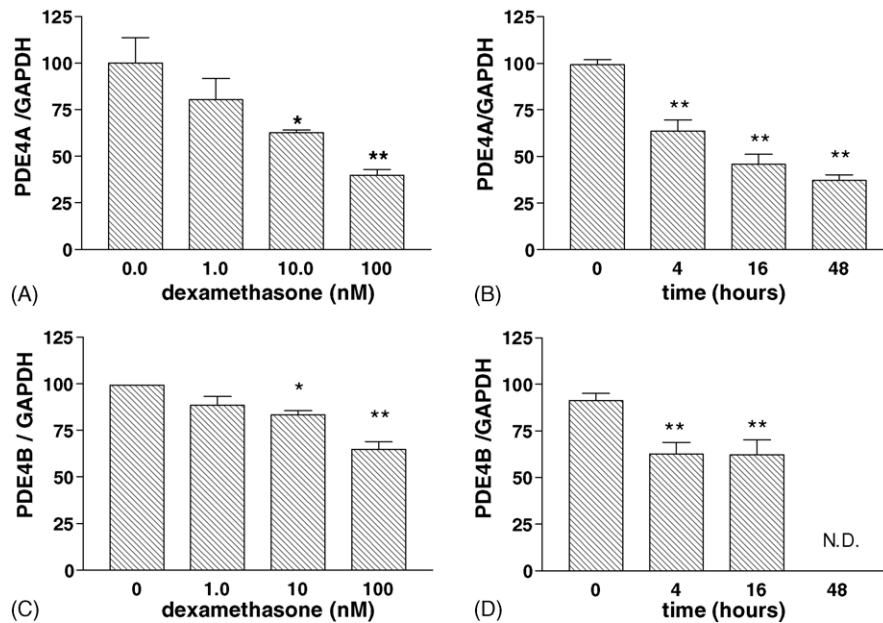 125
100
75
50
25
0
PDE4A /GAPDH
*
**
0.0 1.0 10.0 100
(A) dexamethasone (nM)
125
100
75
50
25
0
PDE4A/GAPDH
**
**
**
0 4 16 48
(B) time (hours)
125
100
75
50
25
0
PDE4B / GAPDH
*
**
0 1.0 10 100
(C) dexamethasone (nM)
125
100
75
50
25
0
PDE4B /GAPDH
** **
N.D.
0 4 16 48
(D) time (hours)